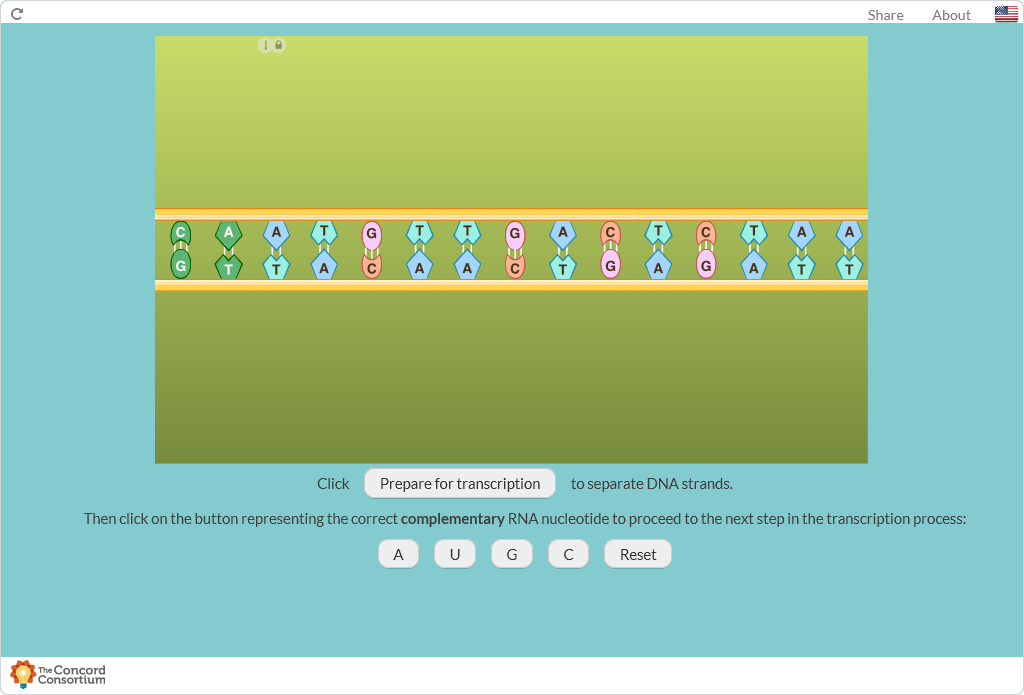 Share About
C A A T G T T G A C T C T A A
G T T A C A A C T G A G A T T
Click Prepare for transcription to separate DNA strands.
Then click on the button representing the correct complementary RNA nucleotide to proceed to the next step in the transcription process:
A U G C Reset
The Concord
Consortium